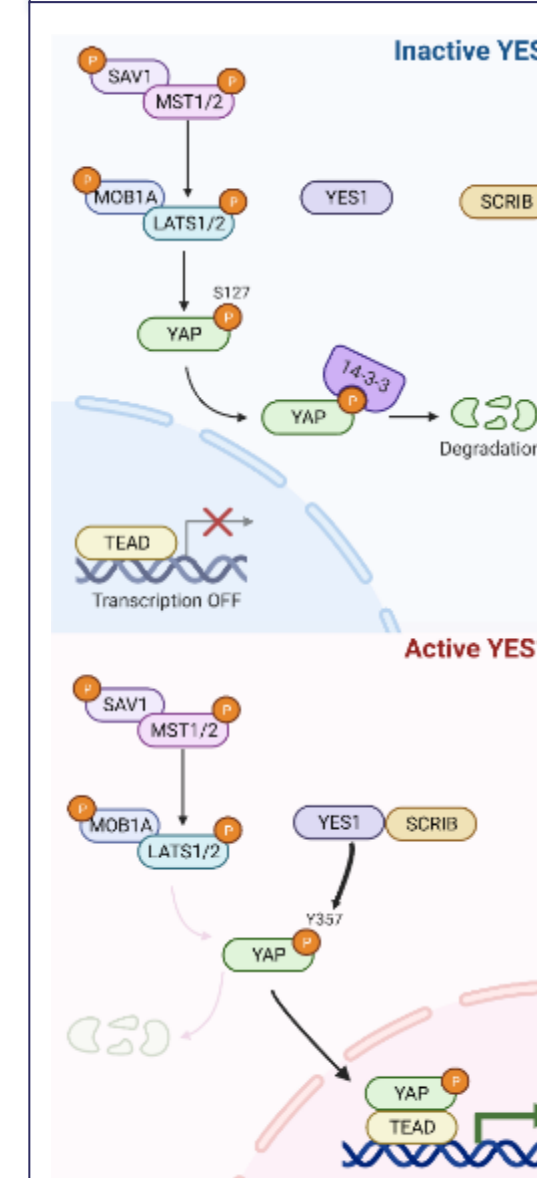 Inactive YES
P
SAV1
P
MST1/2
P
MOB1A
P
LATS1/2
YES1
SCRIB
S127
P
YAP
14-3-3
P
YAP
Degradation
TEAD
Transcription OFF
Active YES1
P
SAV1
P
MST1/2
P
MOB1A
P
LATS1/2
YES1
SCRIB
Y357
P
YAP
P
YAP
TEAD